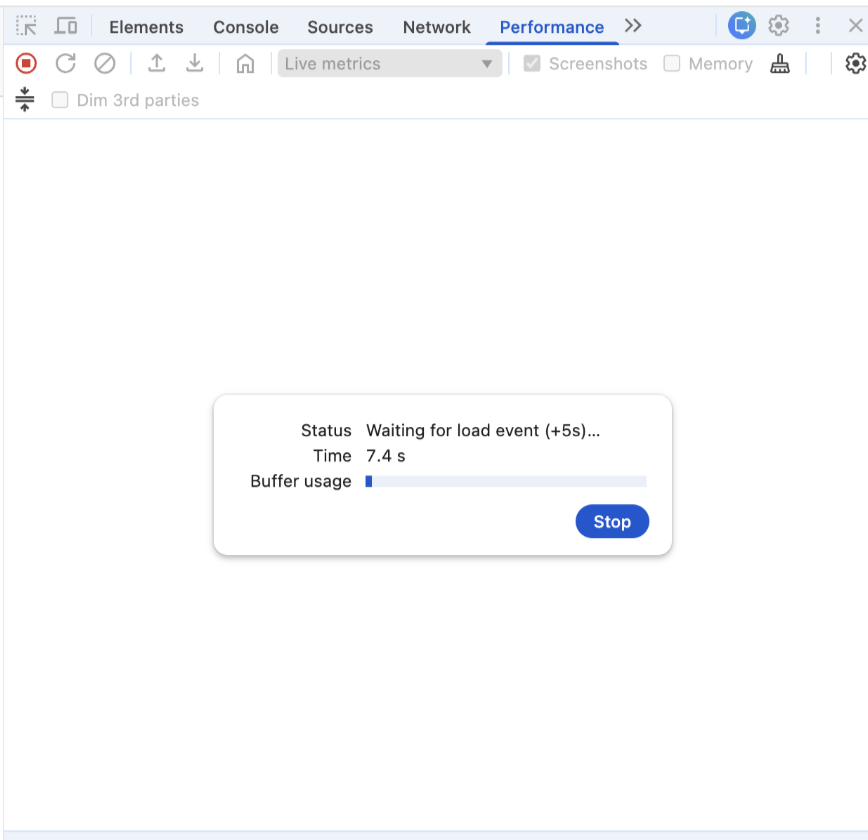 Elements Console Sources Network Performance
Live metrics Screenshots Memory
Dim 3rd parties
Status Waiting for load event (+5s)...
Time 7.4 s
Buffer usage
Stop